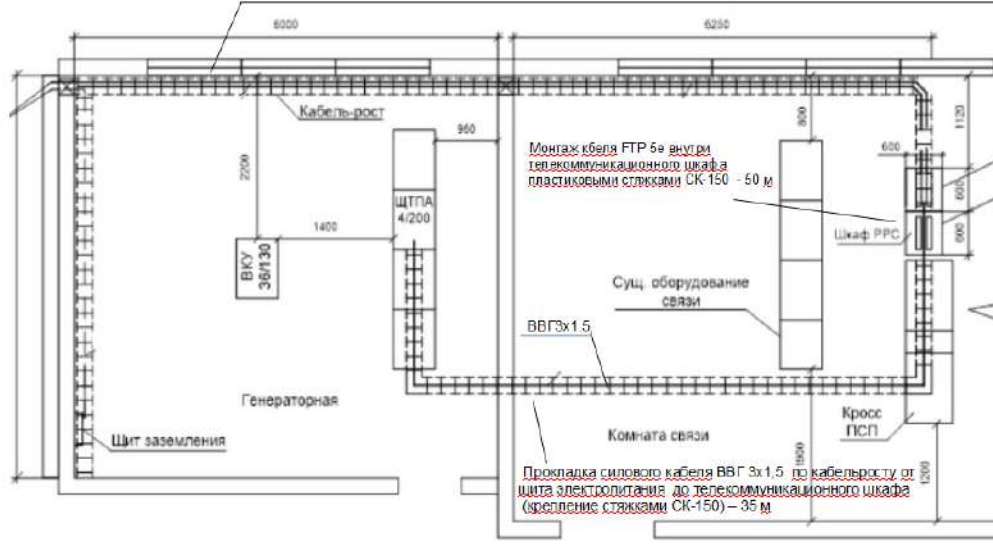 6000
6250
Кабель-рост
960
800
1120
2200
Монтаж кбеля FTP 5e внутри
телекоммуникационного шкафа
пластиковыми стяжками СК-150 - 50 м
600
600
600
ЩТПА
4/200
1400
Шкаф РРС
ВКУ
36/130
Сущ. оборудование
связи
ВВГ3х1.5
Генераторная
Щит заземления
Комната связи
Кросс
ПСП
1900
1200
Прокладка силового кабеля ВВГ 3х1,5 по кабельросту от
щита электропитания до телекоммуникационного шкафа
(крепление стяжками СК-150) – 35 м